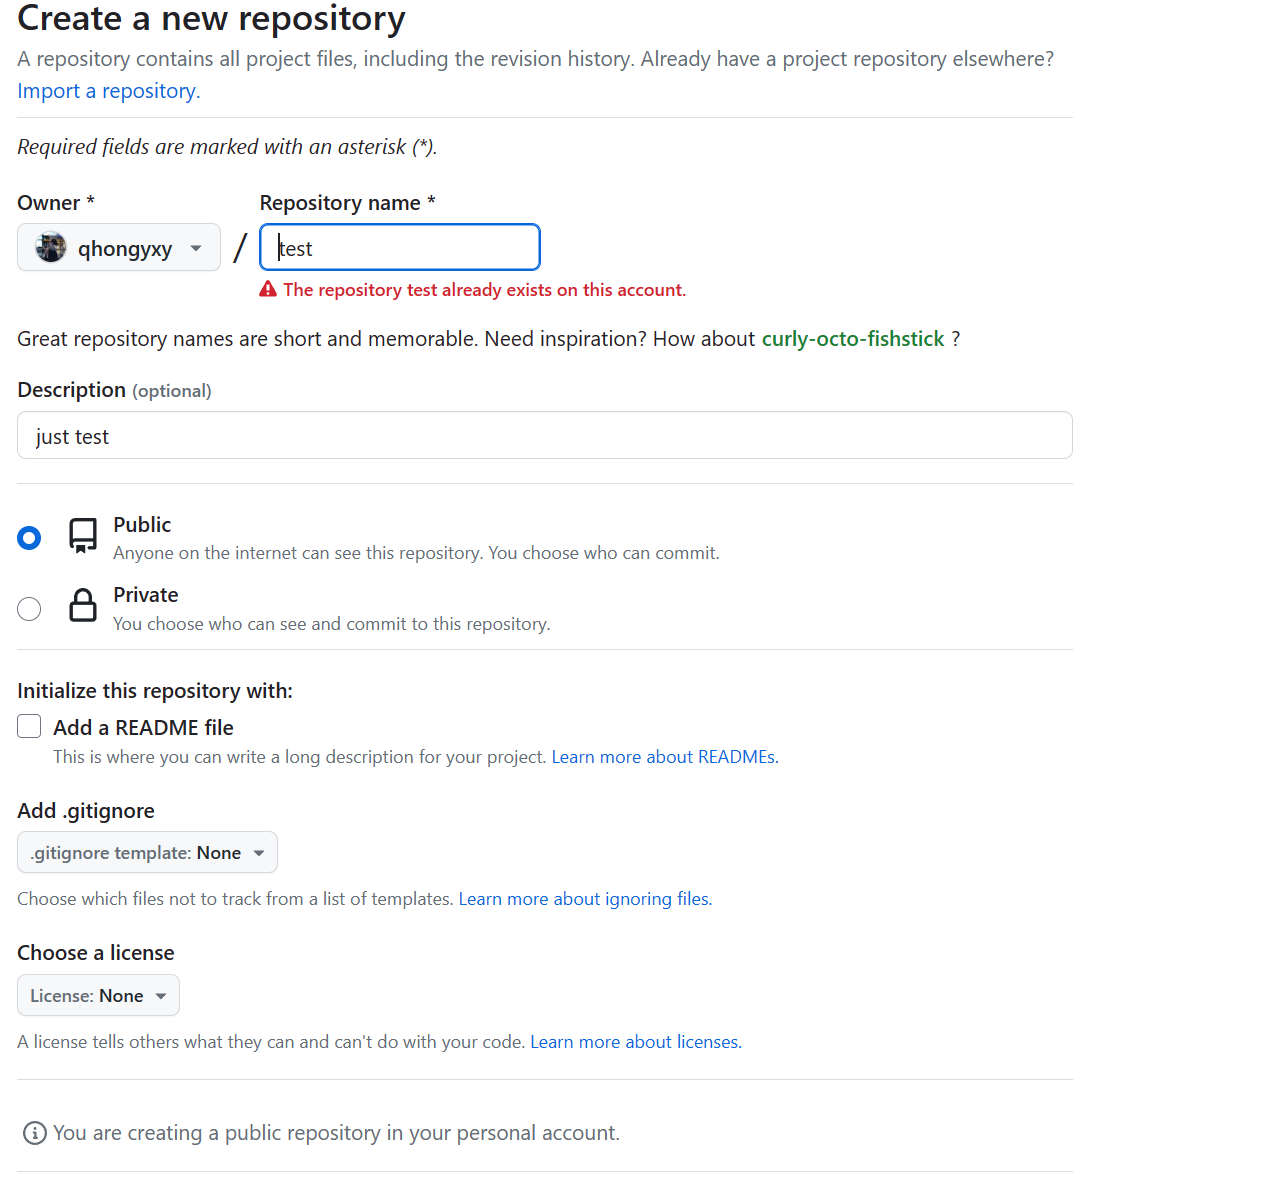 Create a new repository
A repository contains all project files, including the revision history. Already have a project repository elsewhere?
Import a repository.
Required fields are marked with an asterisk (*).
Owner *
Repository name *
qhongyxy
/
test
The repository test already exists on this account.
Great repository names are short and memorable. Need inspiration? How about curly-octo-fishstick ?
Description (optional)
just test
Public
Anyone on the internet can see this repository. You choose who can commit.
Private
You choose who can see and commit to this repository.
Initialize this repository with:
Add a README file
This is where you can write a long description for your project. Learn more about READMEs.
Add .gitignore
.gitignore template: None
Choose which files not to track from a list of templates. Learn more about ignoring files.
Choose a license
License: None
A license tells others what they can and can't do with your code. Learn more about licenses.
You are creating a public repository in your personal account.